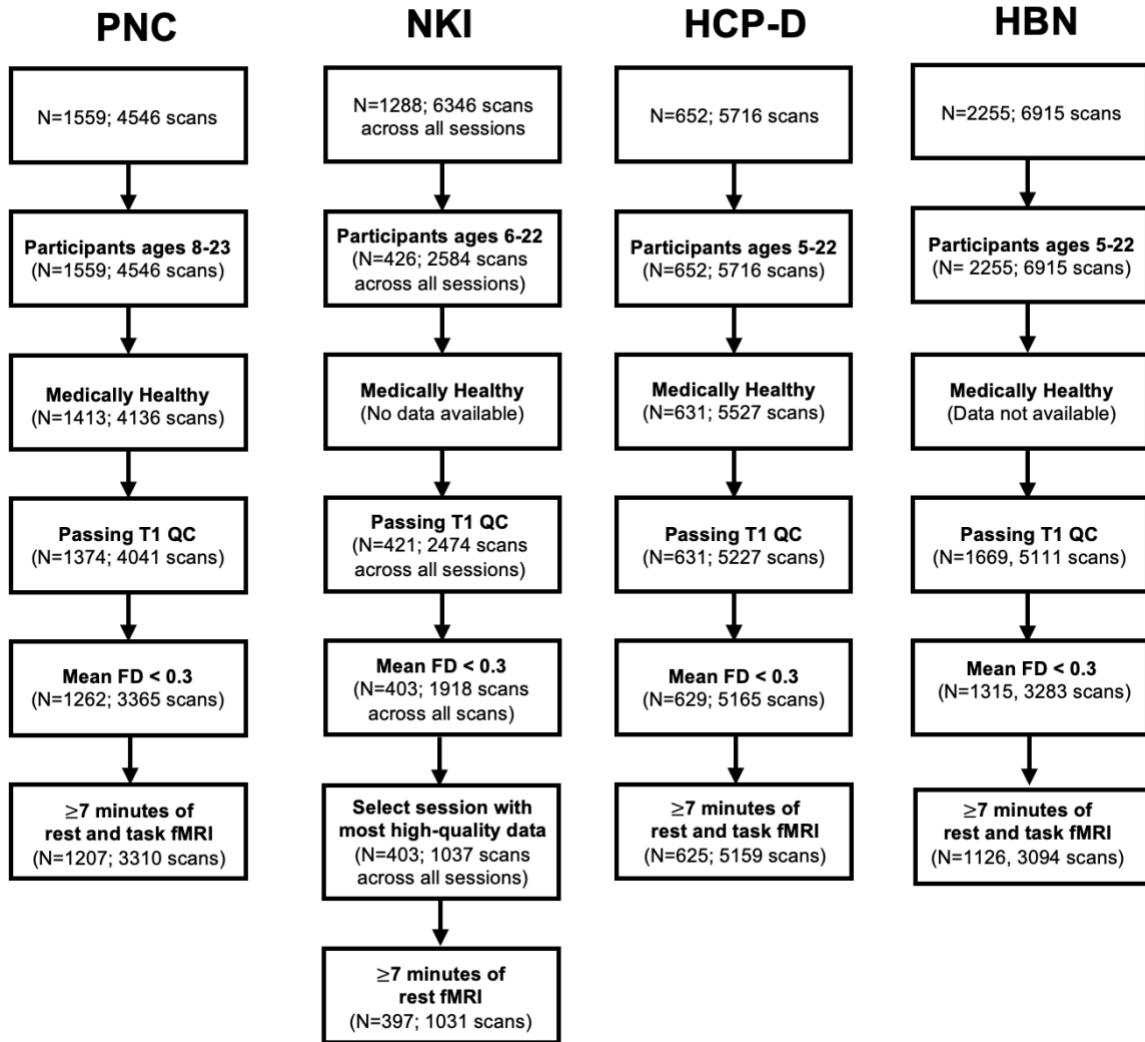 PNC
N=1559; 4546 scans
Participants ages 8-23
(N=1559; 4546 scans)
Medically Healthy
(N=1413; 4136 scans)
Passing T1 QC
(N=1374; 4041 scans)
Mean FD < 0.3
(N=1262; 3365 scans)
≥7 minutes of
rest and task fMRI
(N=1207; 3310 scans)
NKI
N=1288; 6346 scans
across all sessions
Participants ages 6-22
(N=426; 2584 scans
across all sessions)
Medically Healthy
(No data available)
Passing T1 QC
(N=421; 2474 scans
across all sessions)
Mean FD < 0.3
(N=403; 1918 scans
across all scans)
Select session with
most high-quality data
(N=403; 1037 scans
across all sessions)
≥7 minutes of
rest fMRI
(N=397; 1031 scans)
HCP-D
N=652; 5716 scans
Participants ages 5-22
(N=652; 5716 scans)
Medically Healthy
(N=631; 5527 scans)
Passing T1 QC
(N=631; 5227 scans)
Mean FD < 0.3
(N=629; 5165 scans)
≥7 minutes of
rest and task fMRI
(N=625; 5159 scans)
HBN
N=2255; 6915 scans
Participants ages 5-22
(N= 2255; 6915 scans)
Medically Healthy
(Data not available)
Passing T1 QC
(N=1669, 5111 scans)
Mean FD < 0.3
(N=1315, 3283 scans)
≥7 minutes of
rest and task fMRI
(N=1126, 3094 scans)